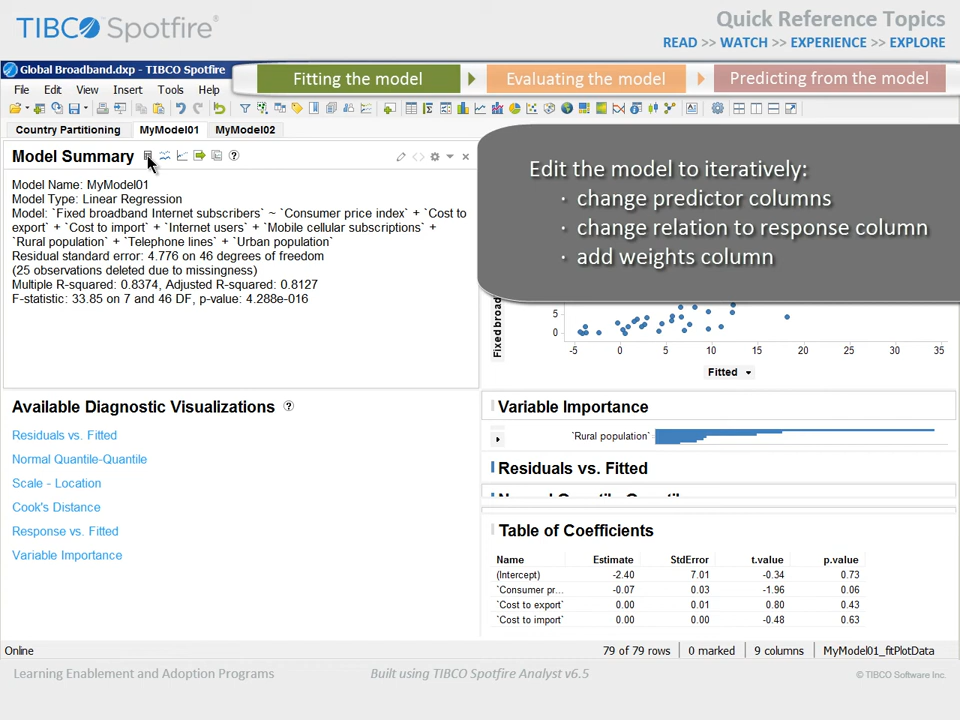 TIBCO Spotfire®
Quick Reference Topics
READ >> WATCH >> EXPERIENCE >> EXPLORE
Global Broadband.dxp - TIBCO Spotfire
Fitting the model
Evaluating the model
Predicting from the model
File Edit View Insert Tools Help
Country Partitioning MyModel01 MyModel02
Model Summary
Model Name: MyModel01
Model Type: Linear Regression
Model: `Fixed broadband Internet subscribers` ~ `Consumer price index` + `Cost to
export` + `Cost to import` + `Internet users` + `Mobile cellular subscriptions` +
`Rural population` + `Telephone lines` + `Urban population`
Residual standard error: 4.776 on 46 degrees of freedom
(25 observations deleted due to missingness)
Multiple R-squared: 0.8374, Adjusted R-squared: 0.8127
F-statistic: 33.85 on 7 and 46 DF, p-value: 4.288e-016
Edit the model to iteratively:
· change predictor columns
· change relation to response column
· add weights column
Fixed broad
5
0
-5 0 5 10 15 20 25 30 35
Fitted
Available Diagnostic Visualizations
Residuals vs. Fitted
Normal Quantile-Quantile
Scale - Location
Cook's Distance
Response vs. Fitted
Variable Importance
Variable Importance
`Rural population`
Residuals vs. Fitted
Table of Coefficients
Name Estimate StdError t.value p.value
(Intercept) -2.40 7.01 -0.34 0.73
`Consumer pr... -0.07 0.03 -1.96 0.06
`Cost to export` 0.00 0.01 0.80 0.43
`Cost to import` 0.00 0.00 -0.48 0.63
Online
79 of 79 rows 0 marked 9 columns MyModel01_fitPlotData
Learning Enablement and Adoption Programs
Built using TIBCO Spotfire Analyst v6.5
© TIBCO Software Inc.